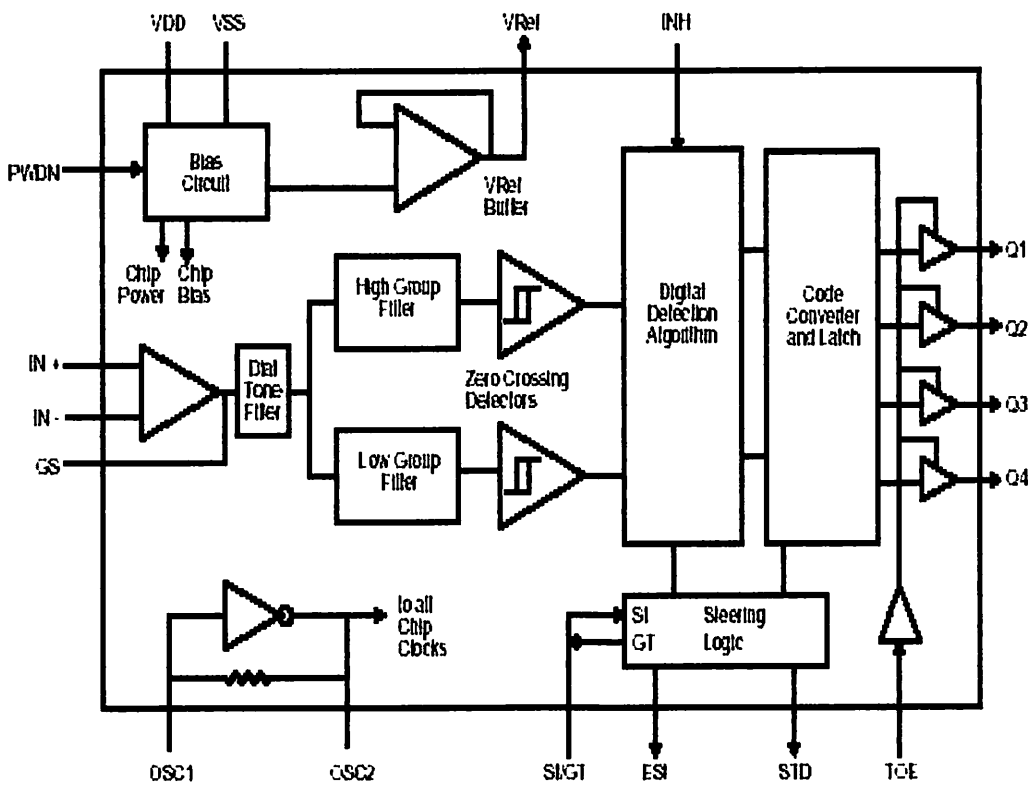 VDD VSS VRef INH
PWDN
Bias
Circuit
VRef
Buffer
Chip
Power
Chip
Bias
High Group
Filter
Digital
Detection
Algorithm
Code
Converter
and Latch
Q1
Q2
IN +
Dial
Tone
Filter
Zero Crossing
Detectors
Q3
IN -
GS
Low Group
Filter
Q4
to all
Chip
Clocks
St
GT
Steering
Logic
OSC1 OSC2 St/GT ESt STD TOE